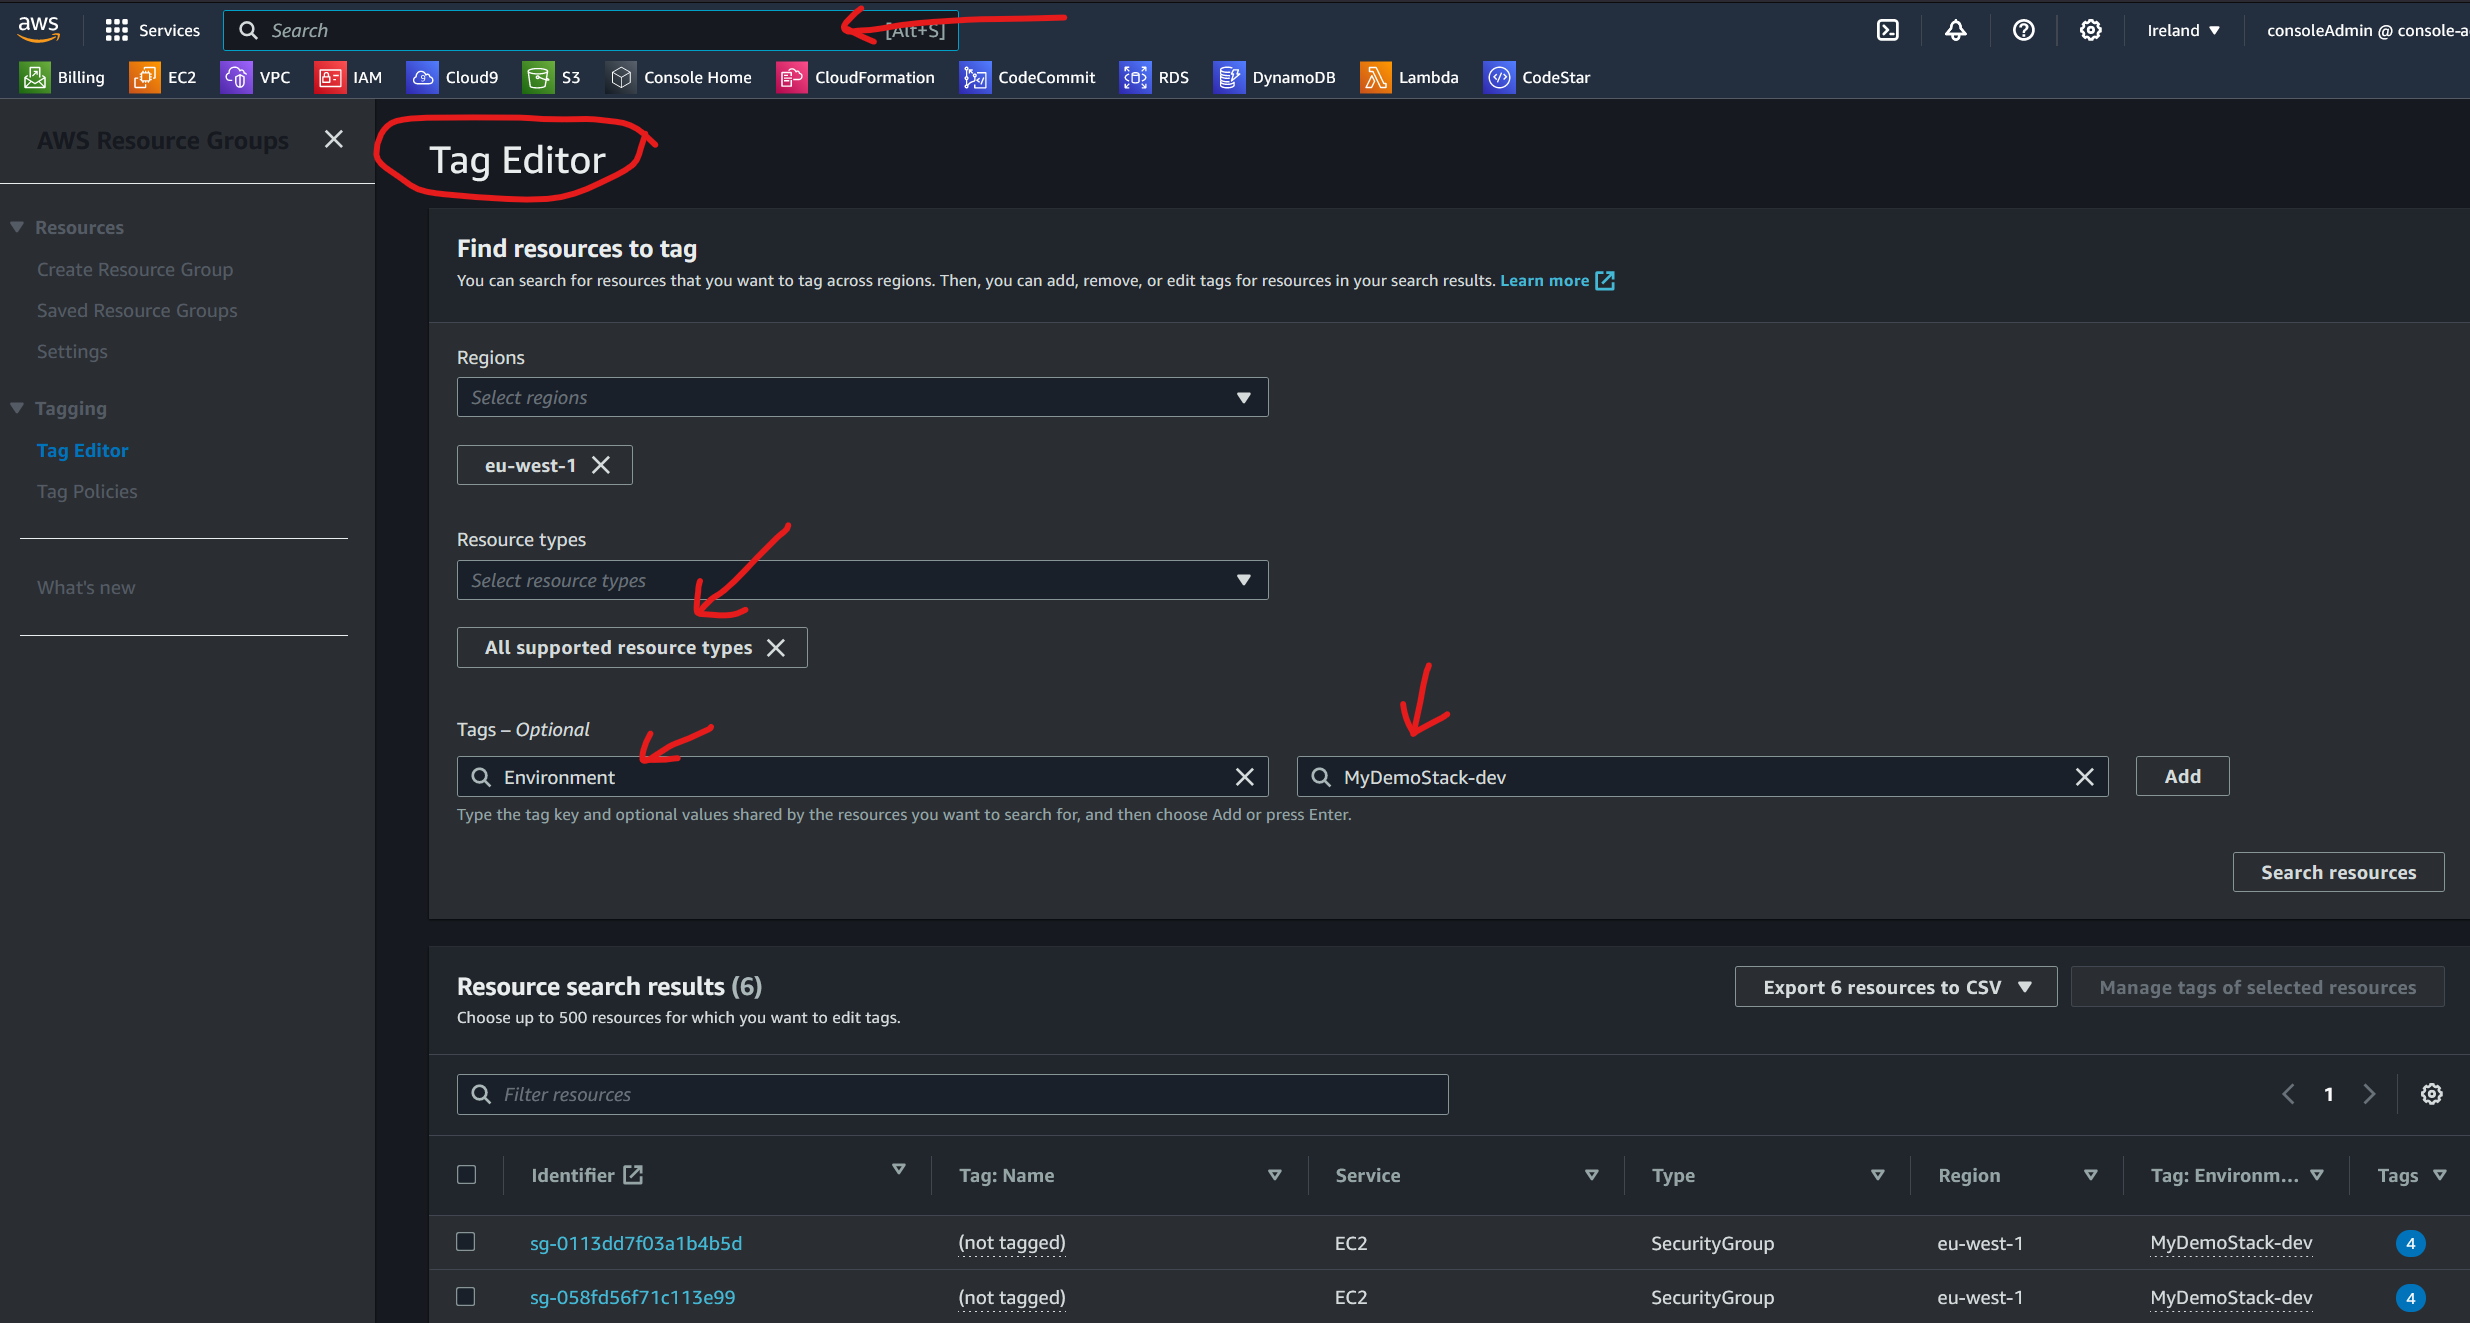 aws
Services
Search
[Alt+S]
Ireland ▼
consoleAdmin @ console-a
Billing
EC2
VPC
IAM
Cloud9
S3
Console Home
CloudFormation
CodeCommit
RDS
DynamoDB
Lambda
CodeStar
AWS Resource Groups
Resources
Create Resource Group
Saved Resource Groups
Settings
Tagging
Tag Editor
Tag Policies
What's new
Tag Editor
Find resources to tag
You can search for resources that you want to tag across regions. Then, you can add, remove, or edit tags for resources in your search results. Learn more
Regions
Select regions
eu-west-1
Resource types
Select resource types
All supported resource types
Tags – Optional
Environment
MyDemoStack-dev
Add
Type the tag key and optional values shared by the resources you want to search for, and then choose Add or press Enter.
Search resources
Resource search results (6)
Choose up to 500 resources for which you want to edit tags.
Export 6 resources to CSV
Manage tags of selected resources
Filter resources
1
Identifier
Tag: Name
Service
Type
Region
Tag: Environm...
Tags
sg-0113dd7f03a1b4b5d
(not tagged)
EC2
SecurityGroup
eu-west-1
MyDemoStack-dev
4
sg-058fd56f71c113e99
(not tagged)
EC2
SecurityGroup
eu-west-1
MyDemoStack-dev
4